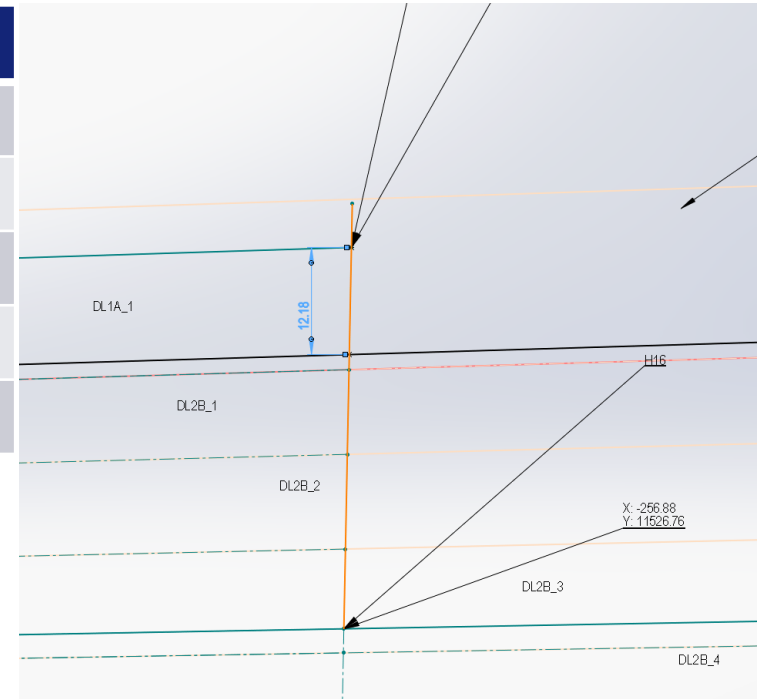 12.18
DL1A_1
H16
DL2B_1
DL2B_2
X: -256.88
Y: 11526.76
DL2B_3
DL2B_4